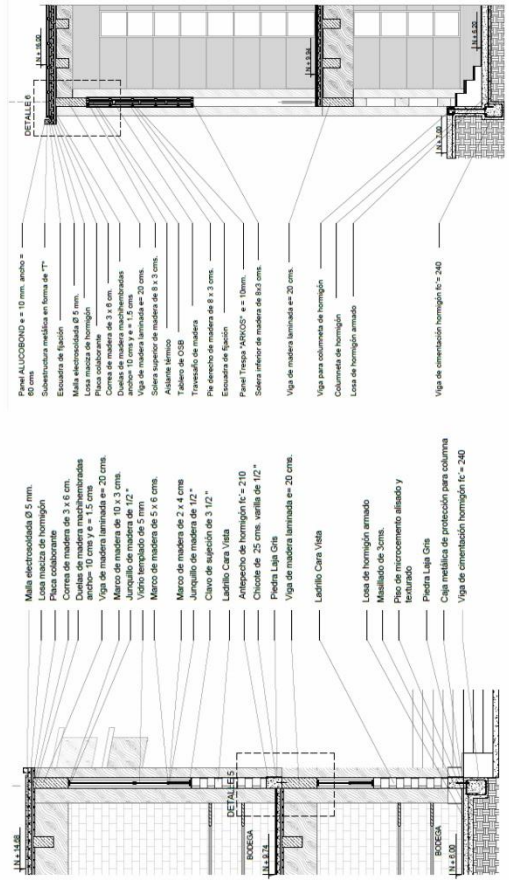 Panel ALUCOBOND e = 10 mm. ancho =
60 cms
Subestructura metálica en forma de "T"
Escuadra de fijación
Malla electrosoldada Ø 5 mm.
Losa maciza de hormigón
Placa colaborante
Correa de madera de 3 x 6 cm.
Duelas de madera machihembradas
ancho= 10 cms y e = 1.5 cms
Viga de madera laminada e= 20 cms.
Solera superior de madera de 8 x 3 cms.
Aislante térmico
Tablero de OSB
Travesaño de madera
Pie derecho de madera de 8 x 3 cms.
Escuadra de fijación
Panel Trespa "ARKOS" e = 10mm.
Solera inferior de madera de 8x3 cms.
Viga de madera laminada e= 20 cms.
Viga para columneta de hormigón
Columneta de hormigón
Losa de hormigón armado
Viga de cimentación hormigón fc'= 240
DETALLE 6
N + 16.00
N + 9.94
N + 7.00
N + 6.20
Malla electrosoldada Ø 5 mm.
Losa maciza de hormigón
Placa colaborante
Correa de madera de 3 x 6 cm.
Duelas de madera machihembradas
ancho= 10 cms y e = 1.5 cms
Viga de madera laminada e= 20 cms.
Marco de madera de 10 x 3 cms.
Junquillo de madera de 1/2 "
Vidrio templado de 5 mm
Marco de madera de 5 x 6 cms.
Marco de madera de 2 x 4 cms
Junquillo de madera de 1/2 "
Clavo de sujeción de 3 1/2 "
Ladrillo Cara Vista
Antepecho de hormigón fc'= 210
Chicote de 25 cms. varilla de 1/2 "
Piedra Laja Gris
Viga de madera laminada e= 20 cms.
Ladrillo Cara Vista
Losa de hormigón armado
Masillado de 3cms.
Piso de microcemento alisado y
texturado
Piedra Laja Gris
Caja metálica de protección para columna
Viga de cimentación hormigón fc'= 240
N + 14.68
DETALLE 5
BODEGA
N + 9.74
BODEGA
N + 6.00